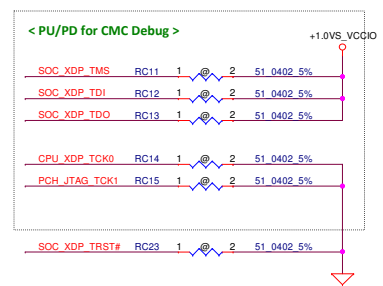 < PU/PD for CMC Debug >
+1.0VS_VCCIO
SOC_XDP_TMS RC11 1 @ 2 51_0402_5%
SOC_XDP_TDI RC12 1 @ 2 51_0402_5%
SOC_XDP_TDO RC13 1 @ 2 51_0402_5%
CPU_XDP_TCK0 RC14 1 @ 2 51_0402_5%
PCH_JTAG_TCK1 RC15 1 @ 2 51_0402_5%
SOC_XDP_TRST# RC23 1 @ 2 51_0402_5%